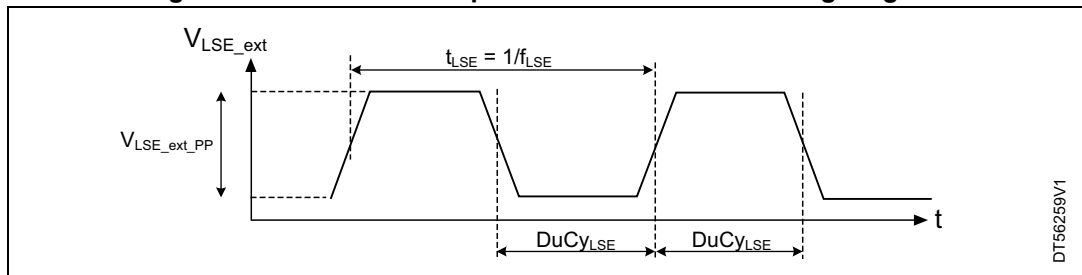 V_LSE_ext
t_LSE = 1/f_LSE
V_LSE_ext_PP
t
DuCy_LSE
DuCy_LSE
DT56259V1